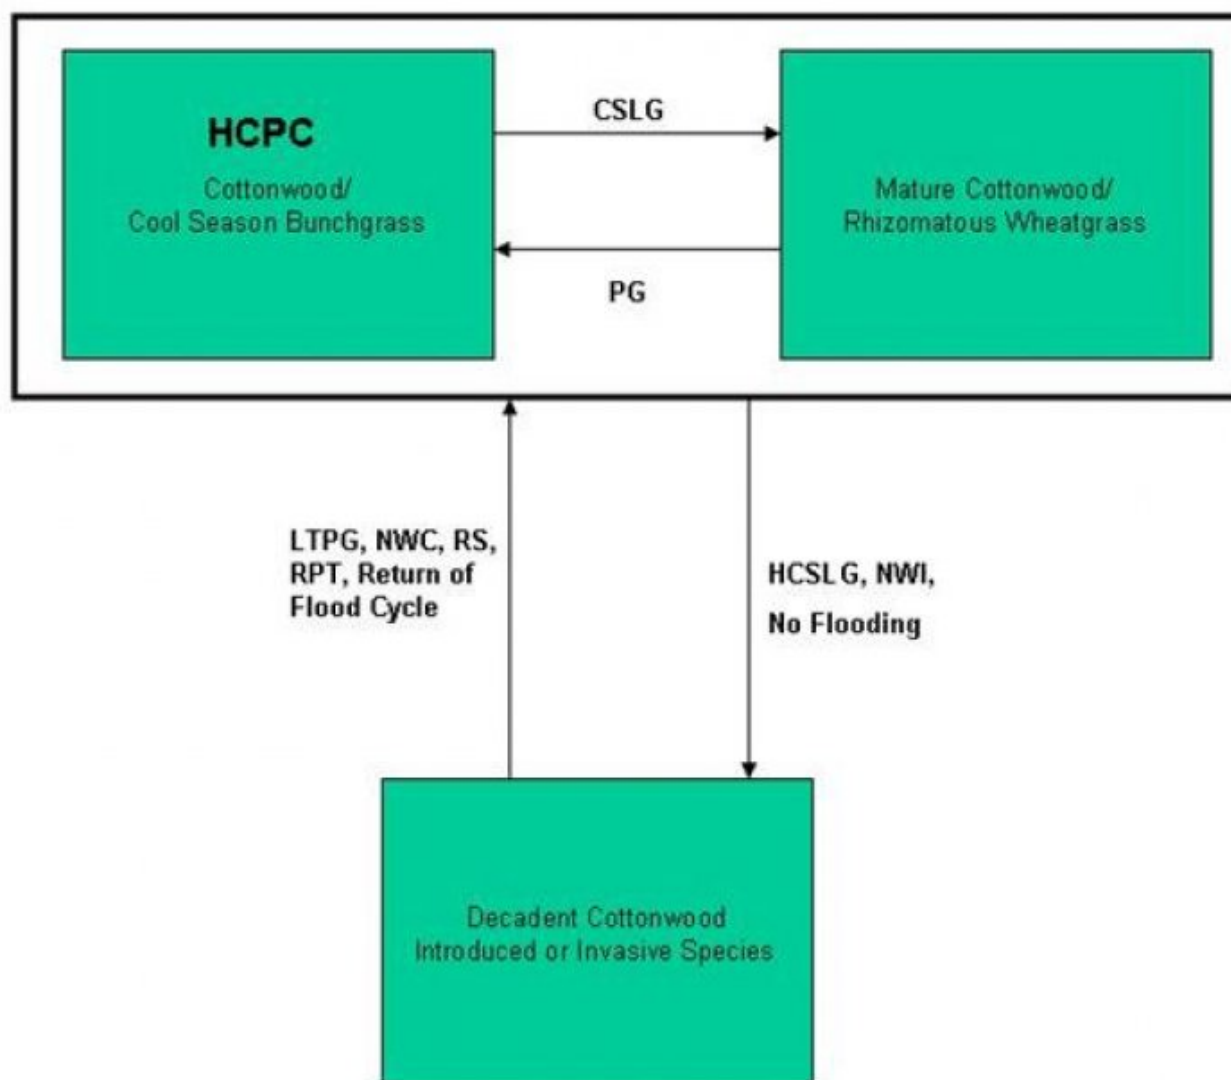 HCPC
Cottonwood/
Cool Season Bunchgrass
CSLG
PG
Mature Cottonwood/
Rhizomatous Wheatgrass
LTPG, NWC, RS,
RPT, Return of
Flood Cycle
HCSLG, NWI,
No Flooding
Decadent Cottonwood
Introduced or Invasive Species